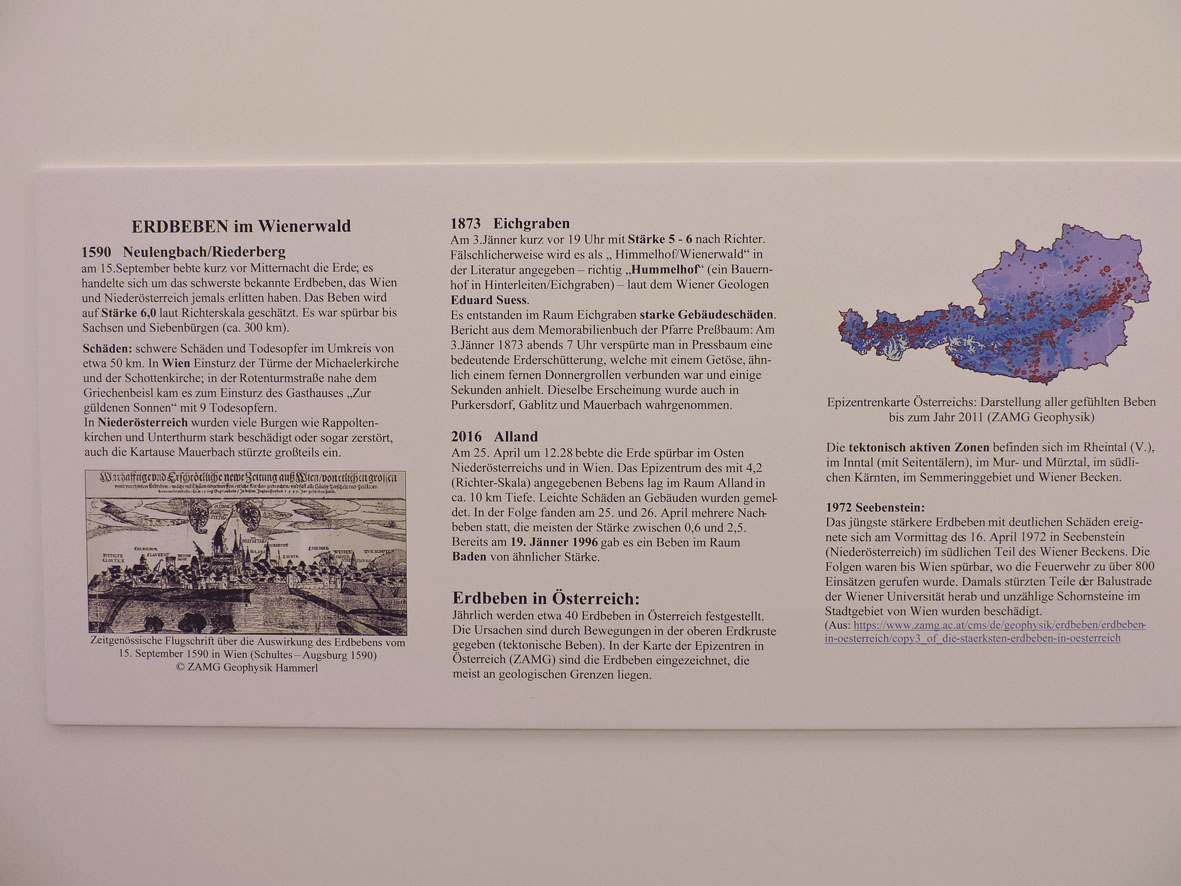 ERDBEBEN im Wienerwald
1590 Neulengbach/Riederberg
am 15.September bebte kurz vor Mitternacht die Erde; es
handelte sich um das schwerste bekannte Erdbeben, das Wien
und Niederösterreich jemals erlitten haben. Das Beben wird
auf Stärke 6,0 laut Richterskala geschätzt. Es war spürbar bis
Sachsen und Siebenbürgen (ca. 300 km).
Schäden: schwere Schäden und Todesopfer im Umkreis von
etwa 50 km. In Wien Einsturz der Türme der Michaelerkirche
und der Schottenkirche; in der Rotenturmstraße nahe dem
Griechenbeisl kam es zum Einsturz des Gasthauses „Zur
güldenen Sonnen“ mit 9 Todesopfern.
In Niederösterreich wurden viele Burgen wie Rappolten-
kirchen und Unterthurm stark beschädigt oder sogar zerstört,
auch die Kartause Mauerbach stürzte großteils ein.
Zeitgenössische Flugschrift über die Auswirkung des Erdbebens vom
15. September 1590 in Wien (Schultes – Augsburg 1590)
© ZAMG Geophysik Hammerl
1873 Eichgraben
Am 3.Jänner kurz vor 19 Uhr mit Stärke 5 - 6 nach Richter.
Fälschlicherweise wird es als „ Himmelhof/Wienerwald“ in
der Literatur angegeben – richtig „Hummelhof“ (ein Bauern-
hof in Hinterleiten/Eichgraben) – laut dem Wiener Geologen
Eduard Suess.
Es entstanden im Raum Eichgraben starke Gebäudeschäden.
Bericht aus dem Memorabilienbuch der Pfarre Preßbaum: Am
3.Jänner 1873 abends 7 Uhr verspürte man in Pressbaum eine
bedeutende Erderschütterung, welche mit einem Getöse, ähn-
lich einem fernen Donnergrollen verbunden war und einige
Sekunden anhielt. Dieselbe Erscheinung wurde auch in
Purkersdorf, Gablitz und Mauerbach wahrgenommen.
2016 Alland
Am 25. April um 12.28 bebte die Erde spürbar im Osten
Niederösterreichs und in Wien. Das Epizentrum des mit 4,2
(Richter-Skala) angegebenen Bebens lag im Raum Alland in
ca. 10 km Tiefe. Leichte Schäden an Gebäuden wurden gemel-
det. In der Folge fanden am 25. und 26. April mehrere Nach-
beben statt, die meisten der Stärke zwischen 0,6 und 2,5.
Bereits am 19. Jänner 1996 gab es ein Beben im Raum
Baden von ähnlicher Stärke.
Erdbeben in Österreich:
Jährlich werden etwa 40 Erdbeben in Österreich festgestellt.
Die Ursachen sind durch Bewegungen in der oberen Erdkruste
gegeben (tektonische Beben). In der Karte der Epizentren in
Österreich (ZAMG) sind die Erdbeben eingezeichnet, die
meist an geologischen Grenzen liegen.
Epizentrenkarte Österreichs: Darstellung aller gefühlten Beben
bis zum Jahr 2011 (ZAMG Geophysik)
Die tektonisch aktiven Zonen befinden sich im Rheintal (V.),
im Inntal (mit Seitentälern), im Mur- und Mürztal, im südli-
chen Kärnten, im Semmeringgebiet und Wiener Becken.
1972 Seebenstein:
Das jüngste stärkere Erdbeben mit deutlichen Schäden ereig-
nete sich am Vormittag des 16. April 1972 in Seebenstein
(Niederösterreich) im südlichen Teil des Wiener Beckens. Die
Folgen waren bis Wien spürbar, wo die Feuerwehr zu über 800
Einsätzen gerufen wurde. Damals stürzten Teile der Balustrade
der Wiener Universität herab und unzählige Schornsteine im
Stadtgebiet von Wien wurden beschädigt.
(Aus: https://www.zamg.ac.at/cms/de/geophysik/erdbeben/erdbeben-
in-oesterreich/copy3_of_die-staerksten-erdbeben-in-oesterreich